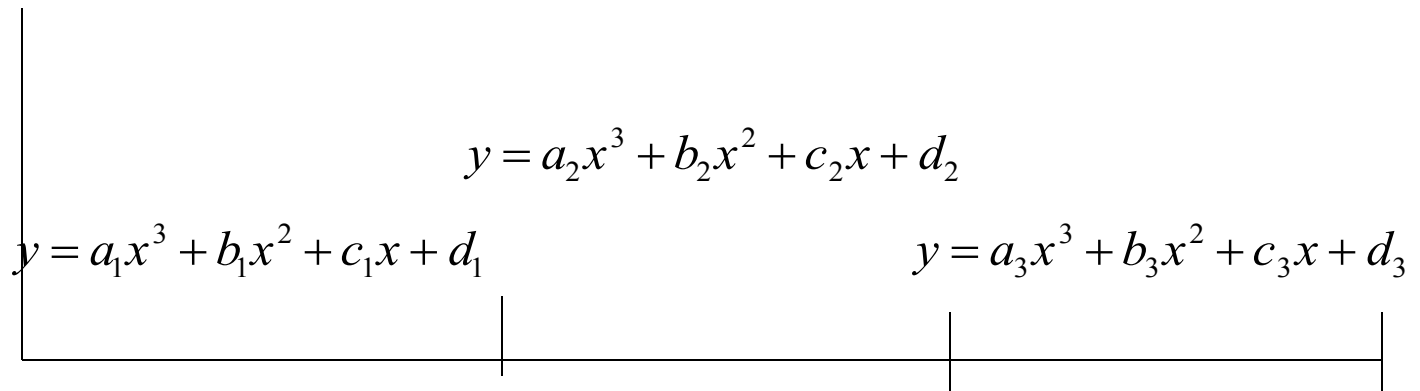 y = a₂x³ + b₂x² + c₂x + d₂
y = a₁x³ + b₁x² + c₁x + d₁
y = a₃x³ + b₃x² + c₃x + d₃